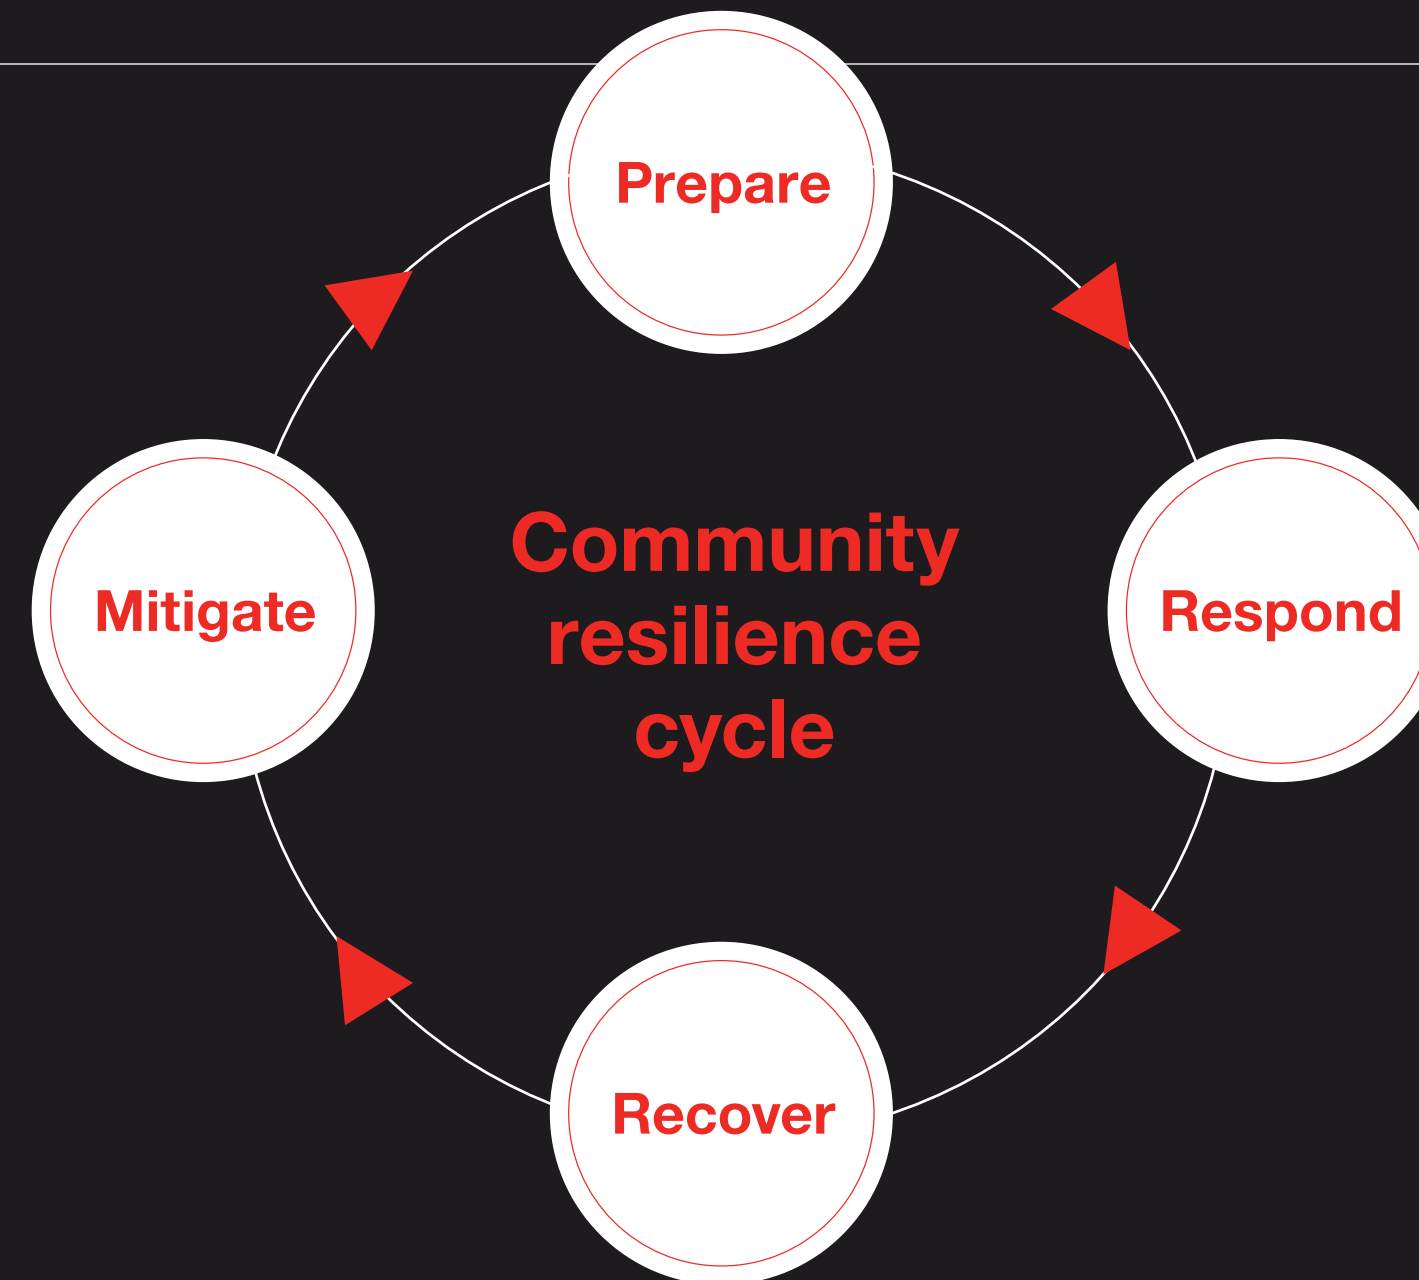 Prepare
Mitigate
Community
resilience
cycle
Respond
Recover